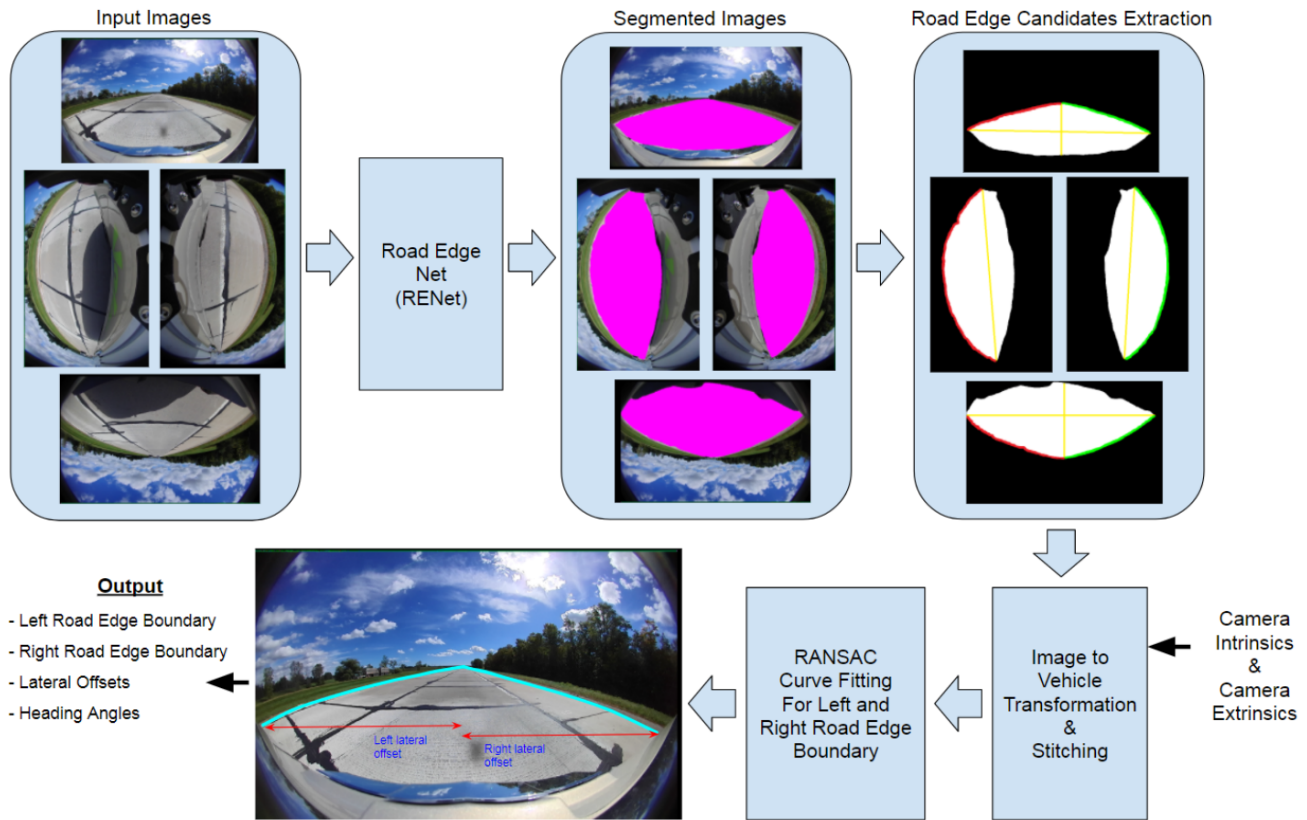 Input Images
Segmented Images
Road Edge Candidates Extraction
Road Edge
Net
(RENet)
Output
- Left Road Edge Boundary
- Right Road Edge Boundary
- Lateral Offsets
- Heading Angles
Left lateral
offset
Right lateral
offset
RANSAC
Curve Fitting
For Left and
Right Road Edge
Boundary
Image to
Vehicle
Transformation
&
Stitching
Camera
Intrinsics
&
Camera
Extrinsics